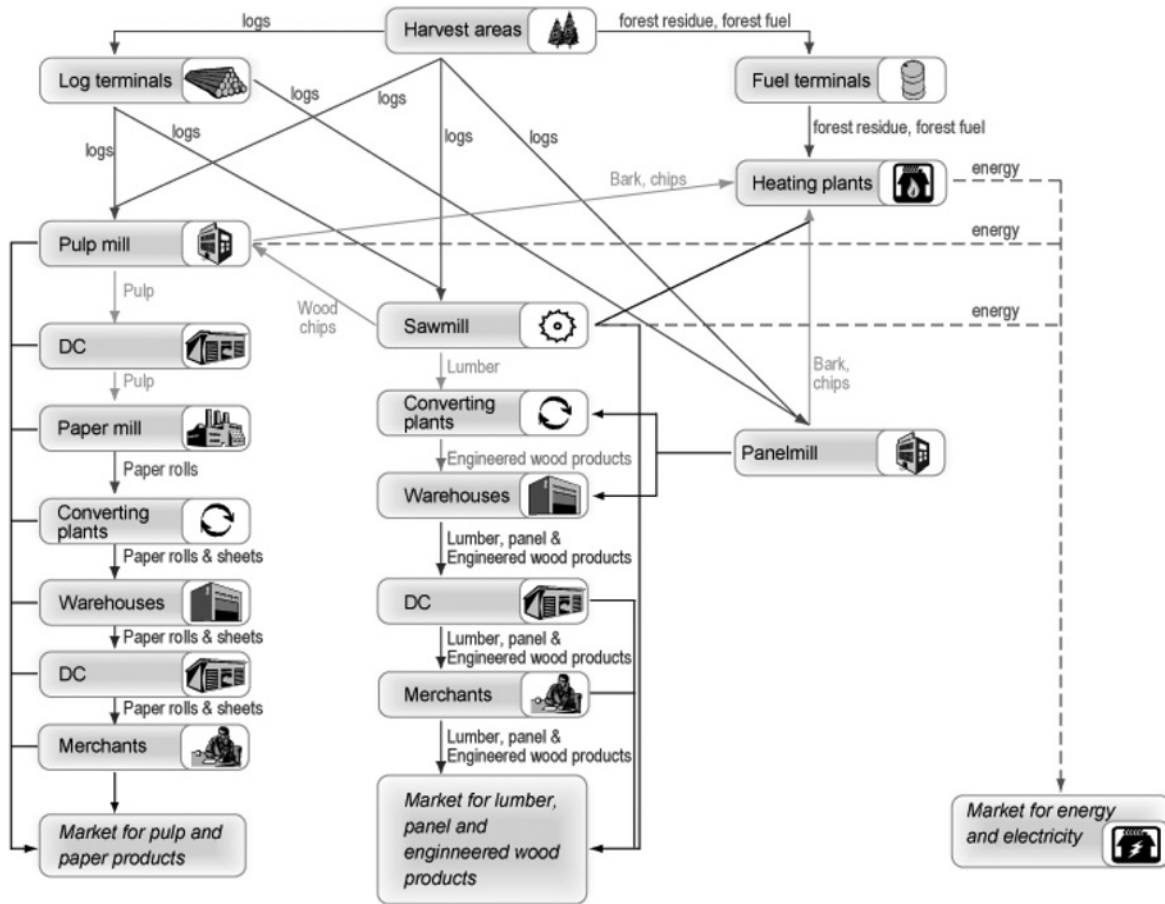 logs
Harvest areas
forest residue, forest fuel
Log terminals
Fuel terminals
logs
logs
logs
logs
logs
logs
logs
forest residue, forest fuel
Bark, chips
Heating plants
energy
Pulp mill
energy
Pulp
Wood
chips
Sawmill
energy
DC
Lumber
Bark,
chips
Pulp
Paper mill
Converting
plants
Panelmill
Paper rolls
Engineered wood products
Warehouses
Converting
plants
Lumber, panel &
Engineered wood products
Paper rolls & sheets
Warehouses
DC
Paper rolls & sheets
Lumber, panel &
Engineered wood products
DC
Merchants
Paper rolls & sheets
Merchants
Lumber, panel &
Engineered wood products
Market for pulp and
paper products
Market for lumber,
panel and
enginneered wood
products
Market for energy
and electricity